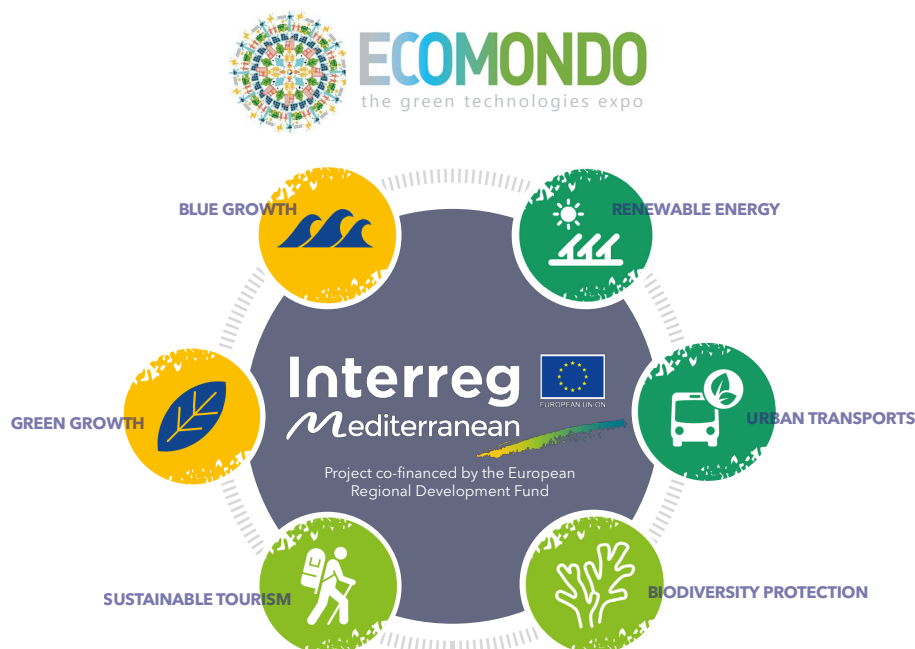 ECOMONDO
the green technologies expo
BLUE GROWTH
RENEWABLE ENERGY
Interreg
EUROPEAN UNION
Mediterranean
GREEN GROWTH
URBAN TRANSPORTS
Project co-financed by the European
Regional Development Fund
SUSTAINABLE TOURISM
BIODIVERSITY PROTECTION